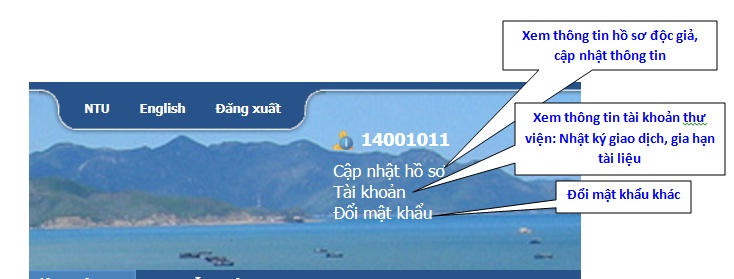 Xem thông tin hồ sơ độc giả,
cập nhật thông tin
NTU English Đăng xuất
14001011
Cập nhật hồ sơ
Tài khoản
Đổi mật khẩu
Xem thông tin tài khoản thư
viện: Nhật ký giao dịch, gia hạn
tài liệu
Đổi mật khẩu khác